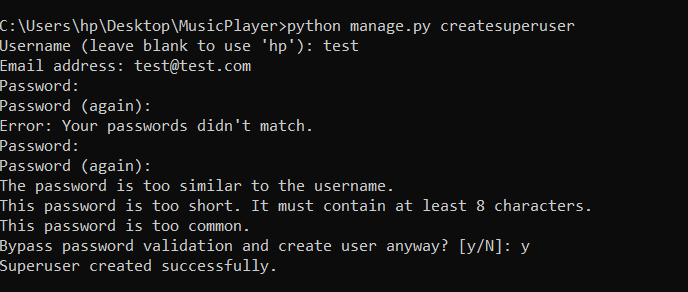 C:\Users\hp\Desktop\MusicPlayer>python manage.py createsuperuser
Username (leave blank to use 'hp'): test
Email address: test@test.com
Password:
Password (again):
Error: Your passwords didn't match.
Password:
Password (again):
The password is too similar to the username.
This password is too short. It must contain at least 8 characters.
This password is too common.
Bypass password validation and create user anyway? [y/N]: y
Superuser created successfully.